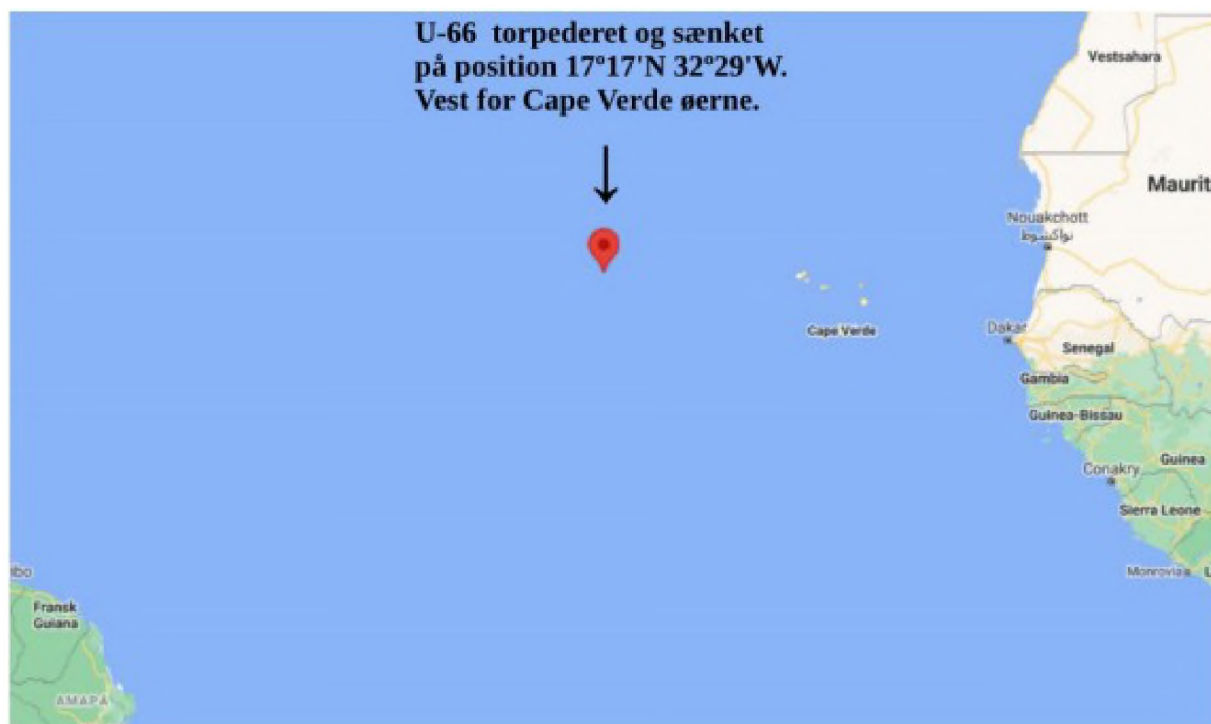 U-66 torpederet og sænket
på position 17º17'N 32º29'W.
Vest for Cape Verde øerne.
Vestsahara
Maurit
Nouakchott
نواكشوط
Cape Verde
Dakar
Senegal
Gambia
Guinea-Bissau
Guinea
Conakry
Sierra Leone
Monrovia
L
nbo
Fransk
Guiana
AMAPÁ